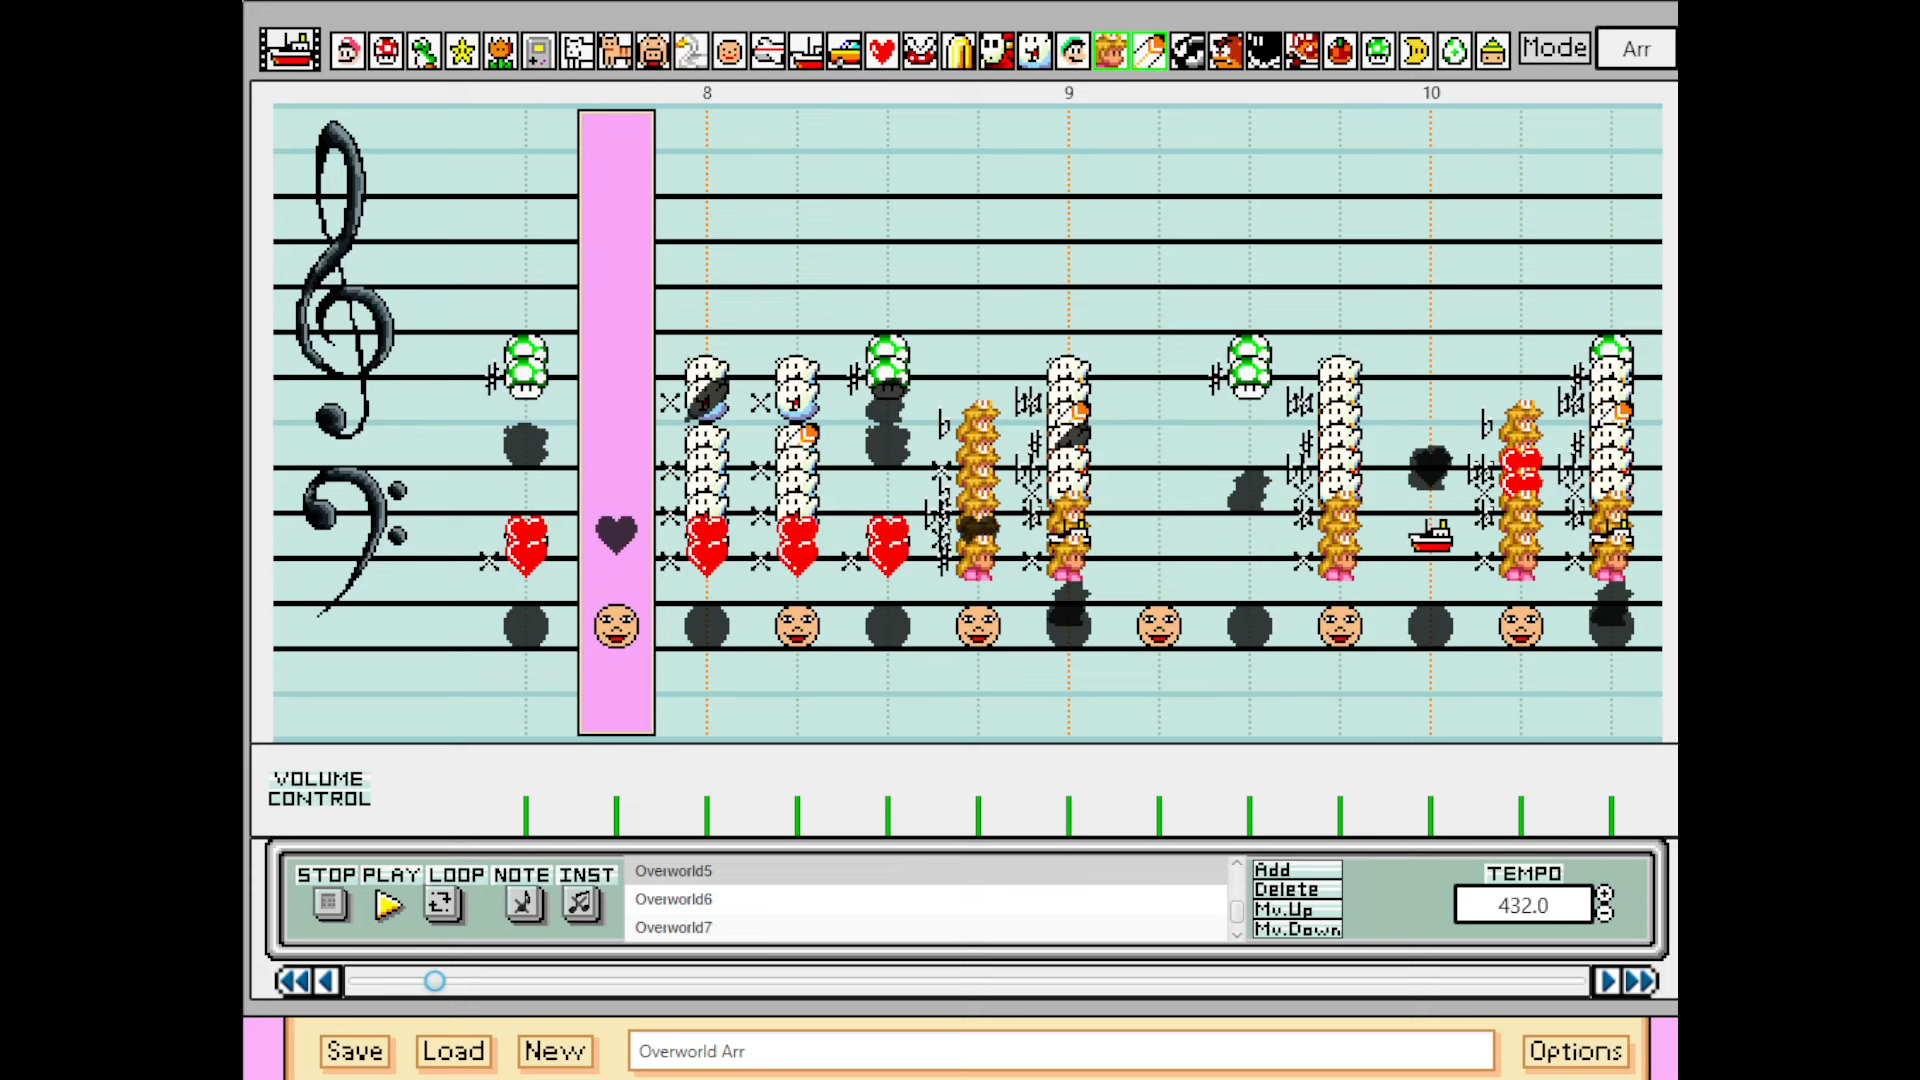 Mode Arr
8 9 10
VOLUME
CONTROL
STOP PLAY LOOP NOTE INST
Overworld5
Overworld6
Overworld7
Add
Delete
Mv.Up
Mv.Down
TEMPO
432.0
Save Load New Overworld Arr Options